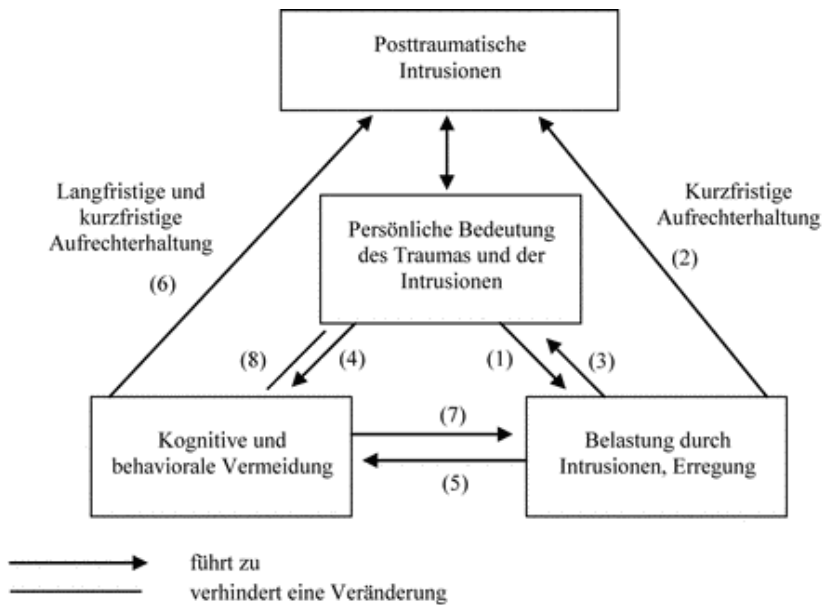 Posttraumatische
Intrusionen
Langfristige und
kurzfristige
Aufrechterhaltung
(6)
Kurzfristige
Aufrechterhaltung
(2)
Persönliche Bedeutung
des Traumas und der
Intrusionen
(8)
(4)
(1)
(3)
Kognitive und
behaviorale Vermeidung
(7)
(5)
Belastung durch
Intrusionen, Erregung
führt zu
verhindert eine Veränderung